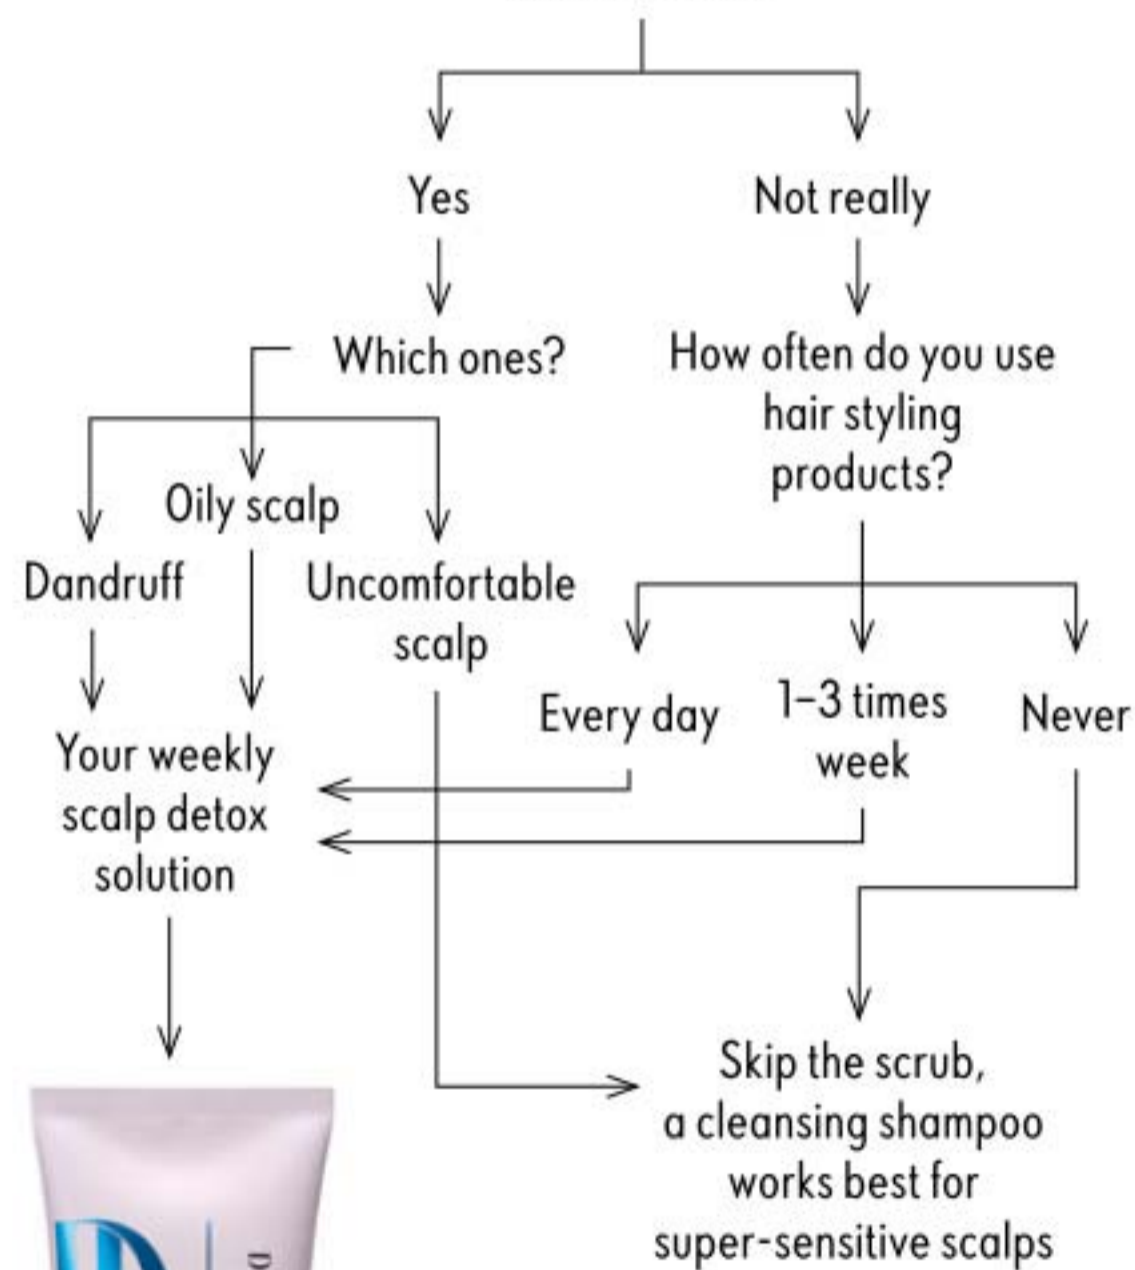 Yes
Not really
Which ones?
How often do you use
hair styling
products?
Oily scalp
Dandruff
Uncomfortable
scalp
Every day
1–3 times
week
Never
Your weekly
scalp detox
solution
Skip the scrub,
a cleansing shampoo
works best for
super-sensitive scalps